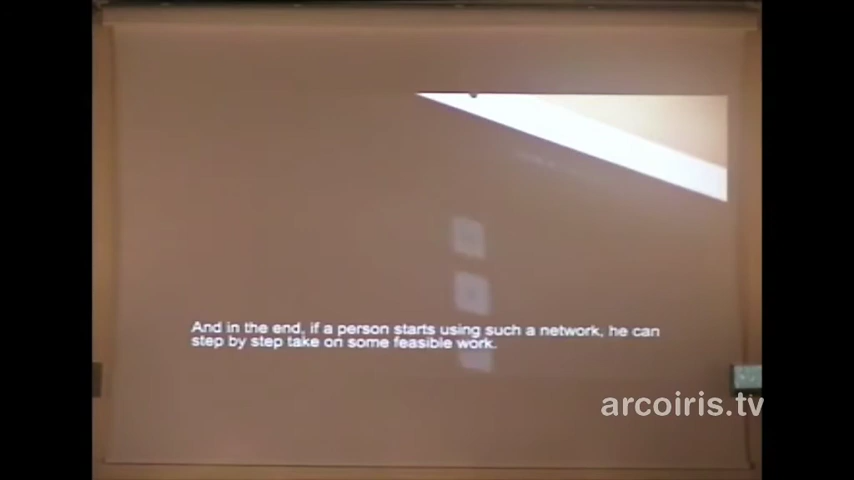 And in the end, if a person starts using such a network, he can
step by step take on some feasible work.
arcoiris.tv